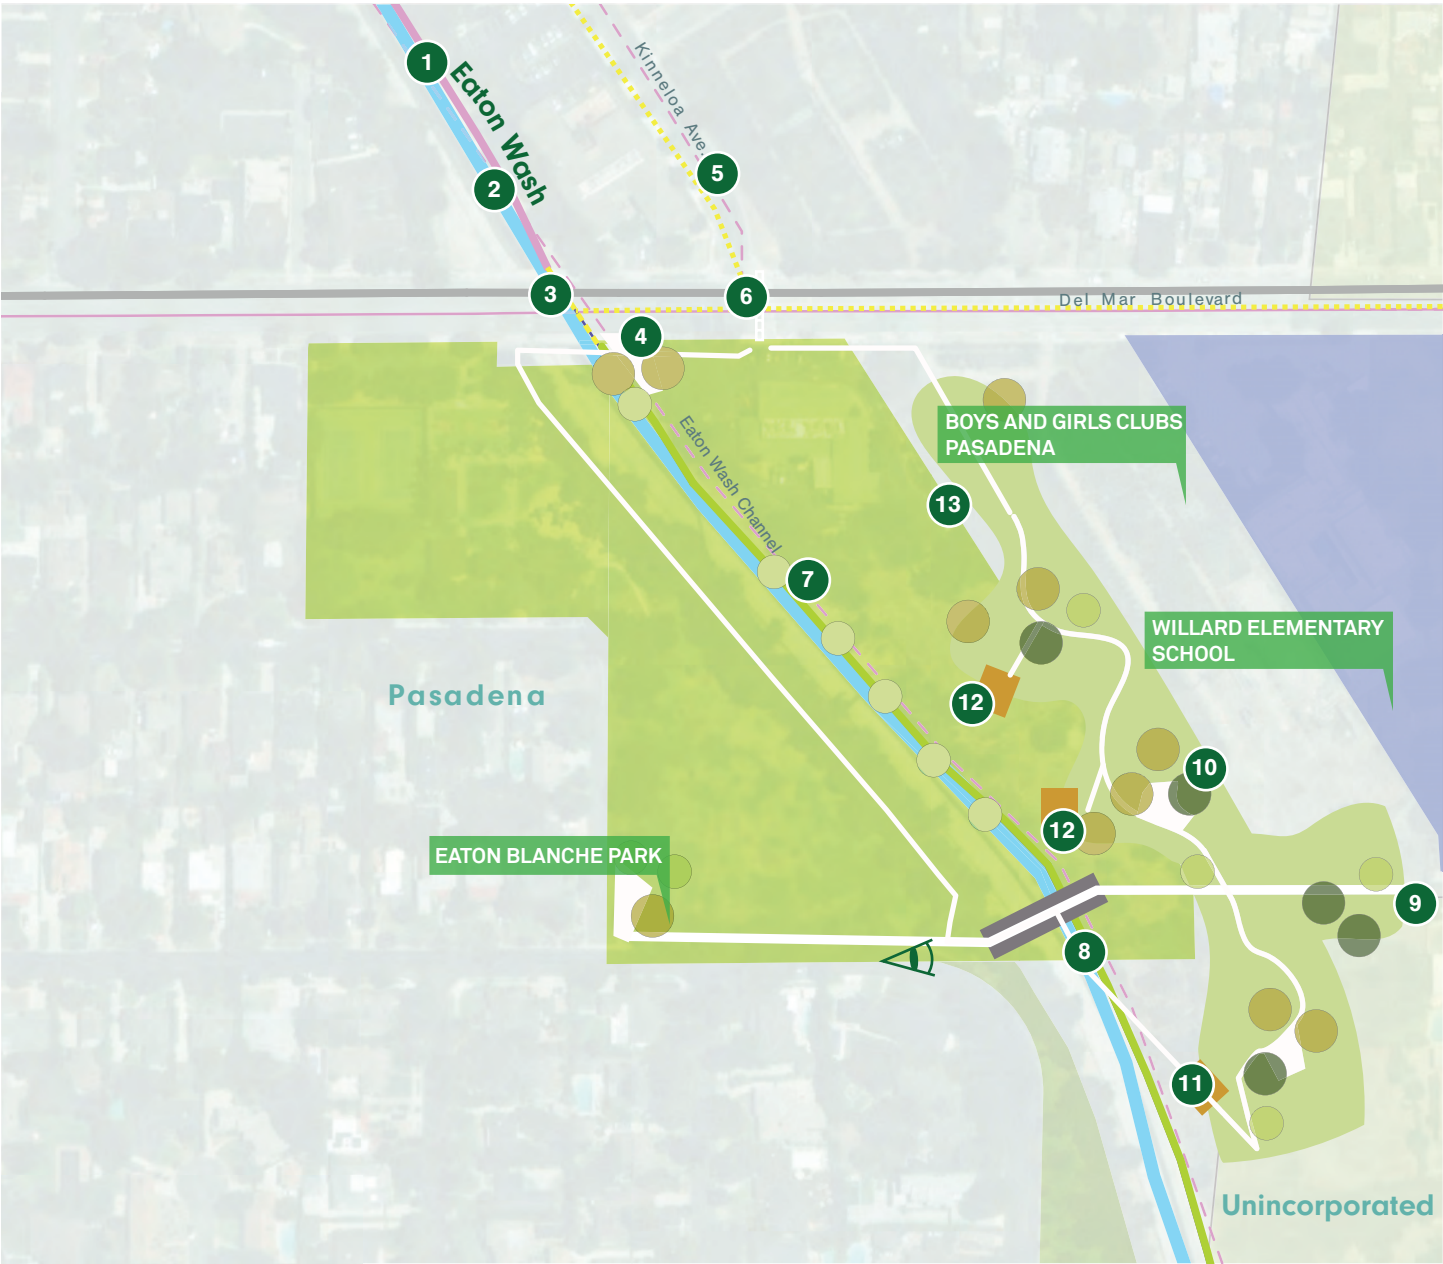 1
Eaton Wash
Kinneloa Ave.
2
5
3
6
Del Mar Boulevard
4
Eaton Wash Channel
BOYS AND GIRLS CLUBS
PASADENA
13
7
WILLARD ELEMENTARY
SCHOOL
Pasadena
12
10
12
EATON BLANCHE PARK
9
8
11
Unincorporated